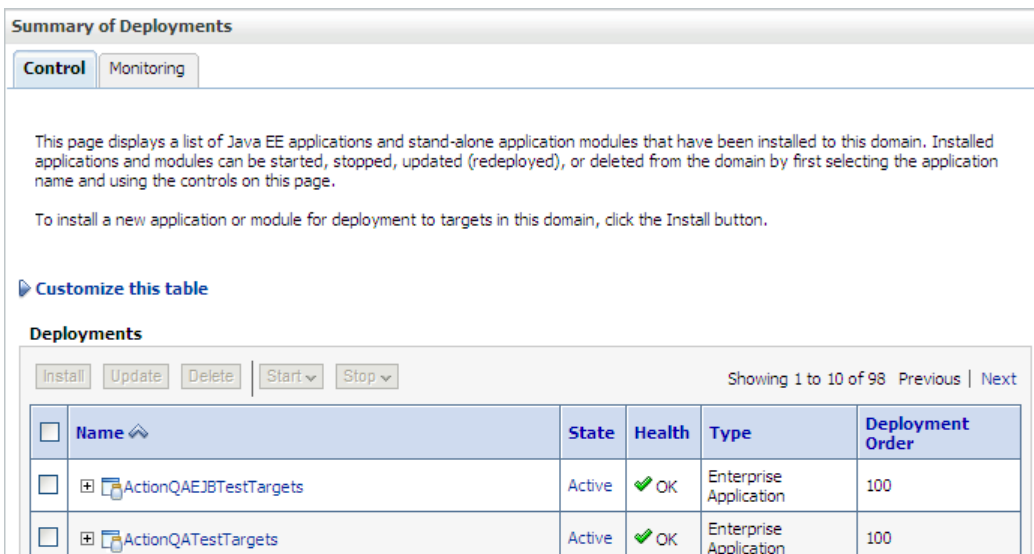 Summary of Deployments
Control Monitoring
This page displays a list of Java EE applications and stand-alone application modules that have been installed to this domain. Installed
applications and modules can be started, stopped, updated (redeployed), or deleted from the domain by first selecting the application
name and using the controls on this page.
To install a new application or module for deployment to targets in this domain, click the Install button.
Customize this table
Deployments
Install Update Delete Start Stop Showing 1 to 10 of 98 Previous | Next
Name State Health Type Deployment
Order
ActionQAEJBTestTargets Active OK Enterprise
Application 100
ActionQATestTargets Active OK Enterprise
Application 100